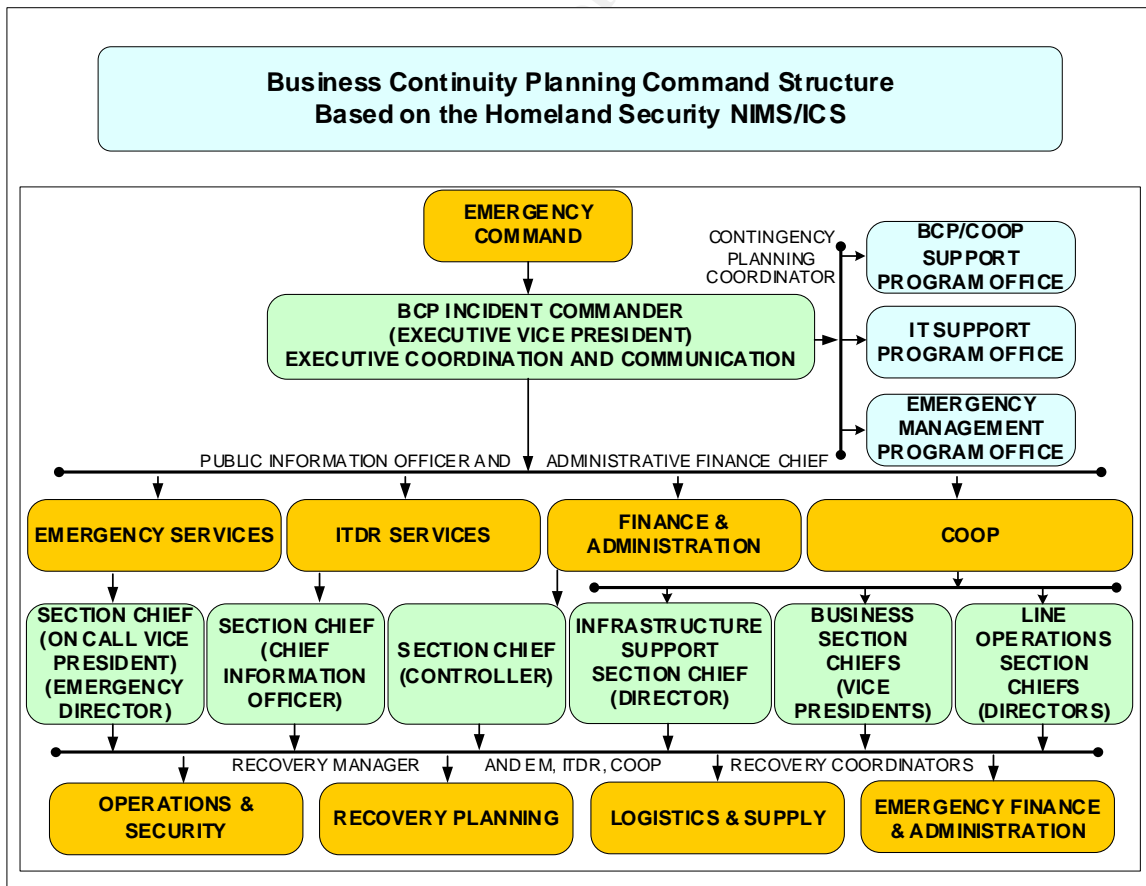 Business Continuity Planning Command Structure
Based on the Homeland Security NIMS/ICS
EMERGENCY
COMMAND
CONTINGENCY
PLANNING
COORDINATOR
BCP/COOP
SUPPORT
PROGRAM OFFICE
BCP INCIDENT COMMANDER
(EXECUTIVE VICE PRESIDENT)
EXECUTIVE COORDINATION AND COMMUNICATION
IT SUPPORT
PROGRAM OFFICE
EMERGENCY
MANAGEMENT
PROGRAM OFFICE
PUBLIC INFORMATION OFFICER AND ADMINISTRATIVE FINANCE CHIEF
EMERGENCY SERVICES
ITDR SERVICES
FINANCE &
ADMINISTRATION
COOP
SECTION CHIEF
(ON CALL VICE
PRESIDENT)
(EMERGENCY
DIRECTOR)
SECTION CHIEF
(CHIEF
INFORMATION
OFFICER)
SECTION CHIEF
(CONTROLLER)
INFRASTRUCTURE
SUPPORT
SECTION CHIEF
(DIRECTOR)
BUSINESS
SECTION
CHIEFS
(VICE
PRESIDENTS)
LINE
OPERATIONS
SECTION
CHIEFS
(DIRECTORS)
RECOVERY MANAGER AND EM, ITDR, COOP RECOVERY COORDINATORS
OPERATIONS &
SECURITY
RECOVERY PLANNING
LOGISTICS & SUPPLY
EMERGENCY FINANCE
& ADMINISTRATION